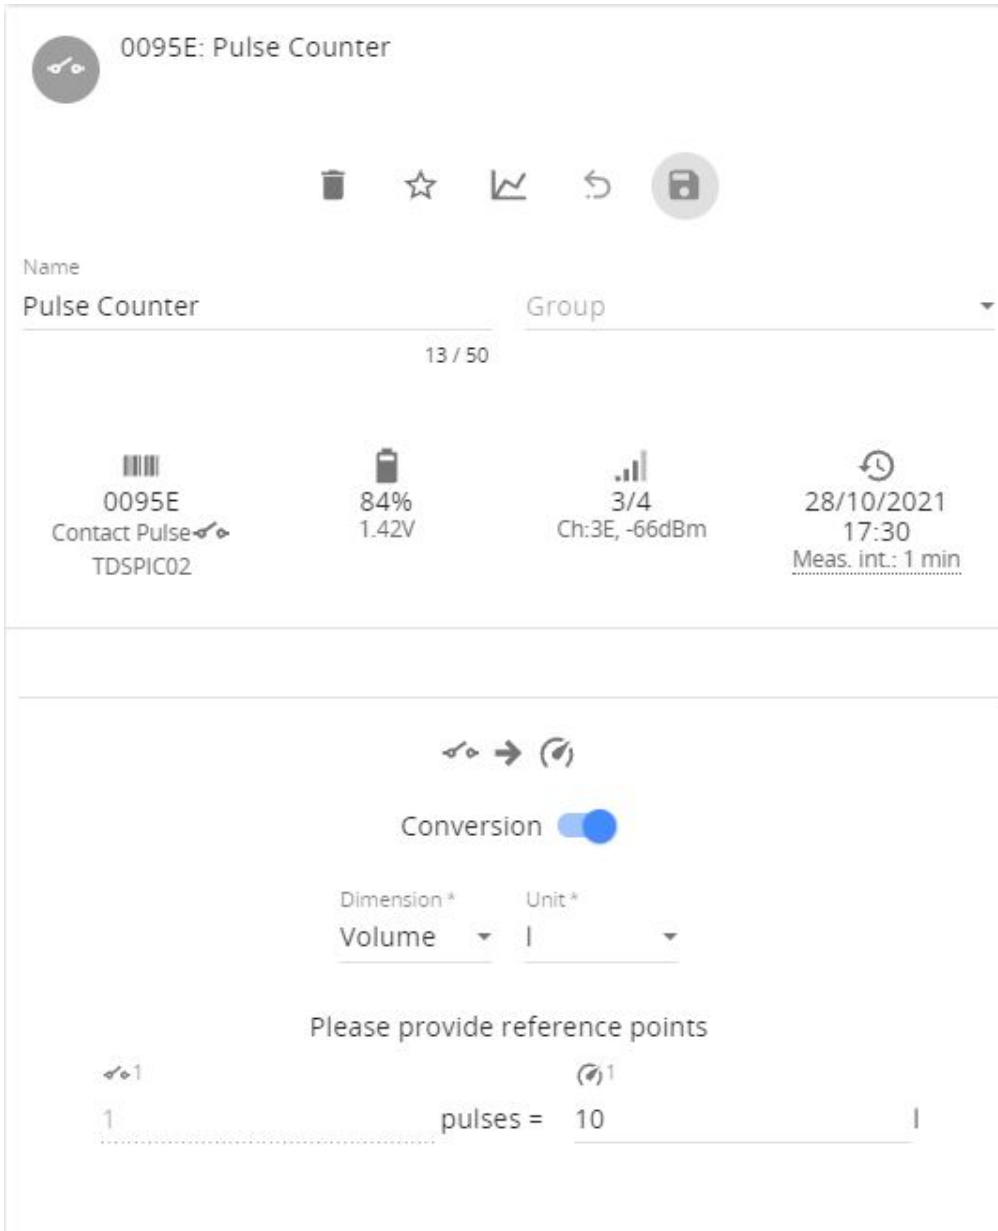 0095E: Pulse Counter
Name
Pulse Counter
Group
13 / 50
0095E
Contact Pulse
TDSPIC02
84%
1.42V
3/4
Ch:3E, -66dBm
28/10/2021
17:30
Meas. int.: 1 min
Conversion
Dimension *
Unit *
Volume
l
Please provide reference points
1
1
1 pulses = 10 l